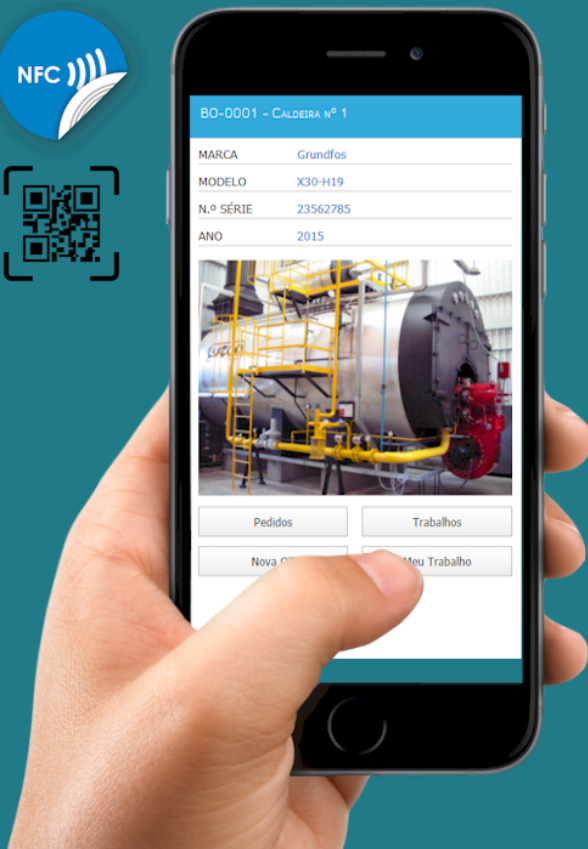 NFC
BO-0001 - CALDEIRA Nº 1
MARCA Grundfos
MODELO X30-H19
N.º SÉRIE 23562785
ANO 2015
Pedidos Trabalhos
Nova Meu Trabalho